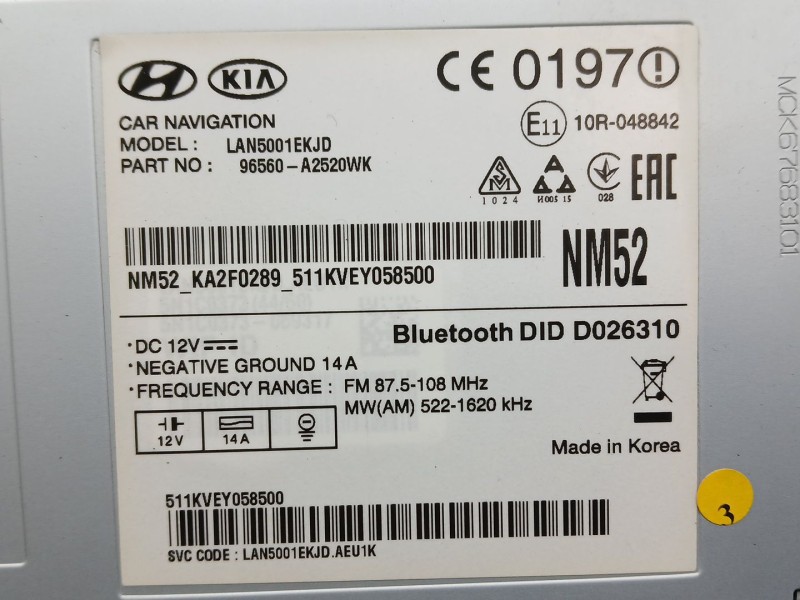 KIA
CE 0197
CAR NAVIGATION
MODEL : LAN5001EKJD
PART NO : 96560-A2520WK
E11 10R-048842
SM
1024
H005 15
028
EAC
NM52_KA2F0289_511KVEY058500
NM52
Bluetooth DID D026310
·DC 12V
·NEGATIVE GROUND 14A
·FREQUENCY RANGE : FM 87.5-108 MHz
MW(AM) 522-1620 kHz
12V
14A
Made in Korea
511KVEY058500
SVC CODE : LAN5001EKJD.AEU1K
3
MCK67683101